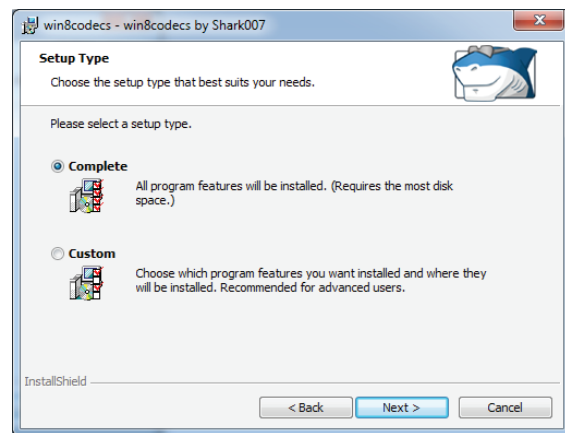 win8codecs - win8codecs by Shark007
Setup Type
Choose the setup type that best suits your needs.
Please select a setup type.
Complete
All program features will be installed. (Requires the most disk
space.)
Custom
Choose which program features you want installed and where they
will be installed. Recommended for advanced users.
InstallShield
< Back Next > Cancel